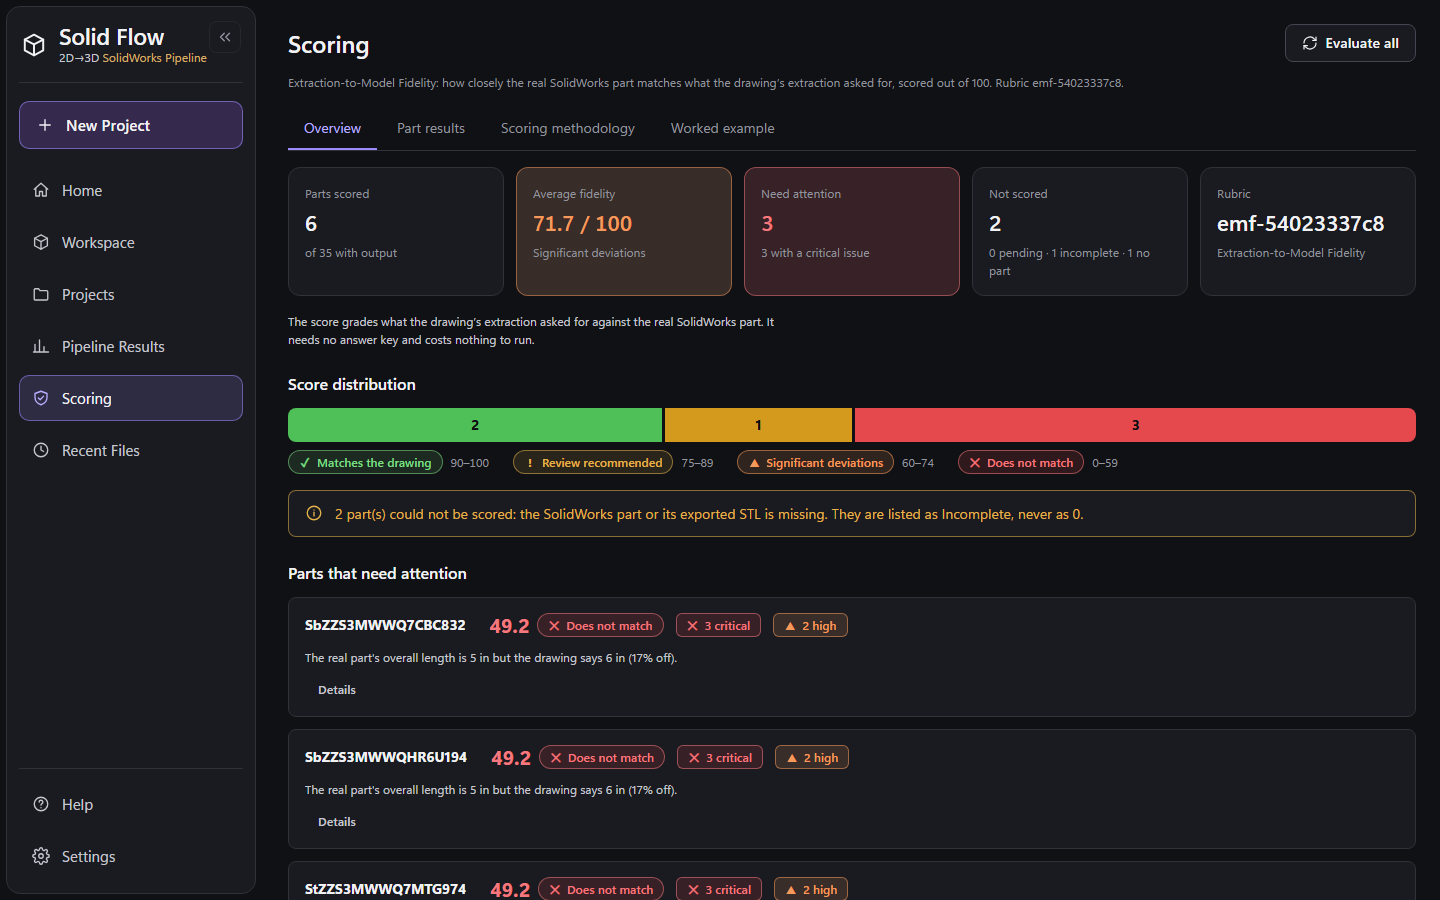 Solid Flow
2D→3D SolidWorks Pipeline
New Project
Home
Workspace
Projects
Pipeline Results
Scoring
Recent Files
Help
Settings
Scoring
Evaluate all
Extraction-to-Model Fidelity: how closely the real SolidWorks part matches what the drawing's extraction asked for, scored out of 100. Rubric emf-54023337c8.
Overview
Part results
Scoring methodology
Worked example
Parts scored
6
of 35 with output
Average fidelity
71.7 / 100
Significant deviations
Need attention
3
3 with a critical issue
Not scored
2
0 pending · 1 incomplete · 1 no
part
Rubric
emf-54023337c8
Extraction-to-Model Fidelity
The score grades what the drawing's extraction asked for against the real SolidWorks part. It
needs no answer key and costs nothing to run.
Score distribution
2
1
3
Matches the drawing 90–100
Review recommended 75–89
Significant deviations 60–74
Does not match 0–59
2 part(s) could not be scored: the SolidWorks part or its exported STL is missing. They are listed as Incomplete, never as 0.
Parts that need attention
SbZZS3MWWQ7CBC832 49.2 Does not match 3 critical 2 high
The real part's overall length is 5 in but the drawing says 6 in (17% off).
Details
SbZZS3MWWQHR6U194 49.2 Does not match 3 critical 2 high
The real part's overall length is 5 in but the drawing says 6 in (17% off).
Details
StZZS3MWWQ7MTG974 49.2 Does not match 3 critical 2 high